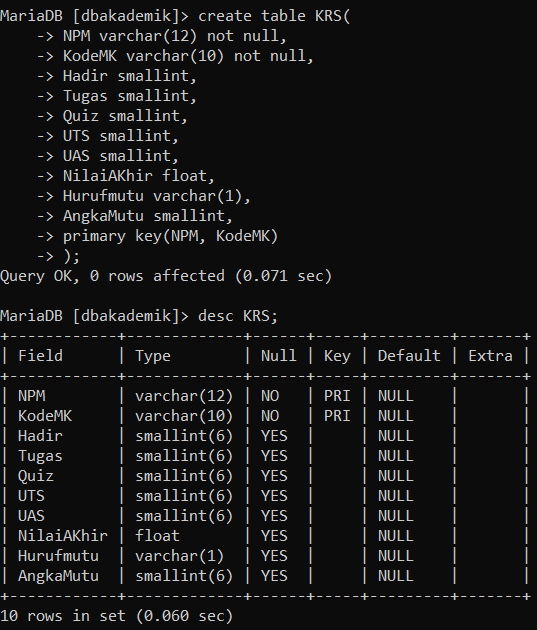 MariaDB [dbakademik]> create table KRS(
    -> NPM varchar(12) not null,
    -> KodeMK varchar(10) not null,
    -> Hadir smallint,
    -> Tugas smallint,
    -> Quiz smallint,
    -> UTS smallint,
    -> UAS smallint,
    -> NilaiAKhir float,
    -> Hurufmutu varchar(1),
    -> AngkaMutu smallint,
    -> primary key(NPM, KodeMK)
    -> );
Query OK, 0 rows affected (0.071 sec)

MariaDB [dbakademik]> desc KRS;
+------------+-------------+------+-----+---------+-------+
| Field      | Type        | Null | Key | Default | Extra |
+------------+-------------+------+-----+---------+-------+
| NPM        | varchar(12) | NO   | PRI | NULL    |       |
| KodeMK     | varchar(10) | NO   | PRI | NULL    |       |
| Hadir      | smallint(6) | YES  |     | NULL    |       |
| Tugas      | smallint(6) | YES  |     | NULL    |       |
| Quiz       | smallint(6) | YES  |     | NULL    |       |
| UTS        | smallint(6) | YES  |     | NULL    |       |
| UAS        | smallint(6) | YES  |     | NULL    |       |
| NilaiAKhir | float       | YES  |     | NULL    |       |
| Hurufmutu  | varchar(1)  | YES  |     | NULL    |       |
| AngkaMutu  | smallint(6) | YES  |     | NULL    |       |
+------------+-------------+------+-----+---------+-------+
10 rows in set (0.060 sec)